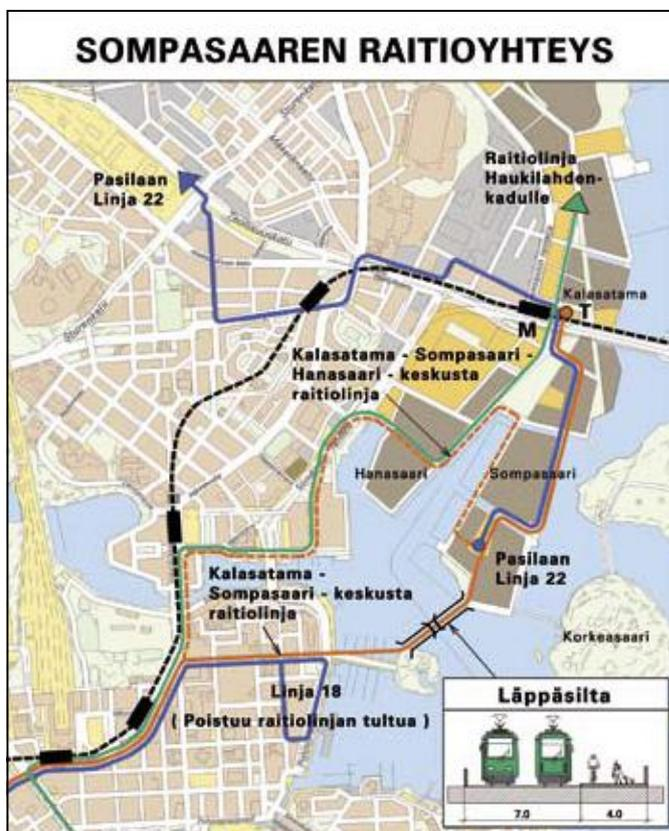 SOMPASAAREN RAITIOYHTEYS
Sturenkatu
Pasilaan
Linja 22
Raitiolinja
Haukilahden-
kadulle
Kalasatama
M
T
Kalasatama - Sompasaari -
Hanasaari - keskusta
raitiolinja
Hanasaari
Sompasaari
Pasilaan
Linja 22
Kalasatama -
Sompasaari - keskusta
raitiolinja
Korkeasaari
Linja 18
( Poistuu raitiolinjan tultua )
Läppäsilta
7.0
4.0